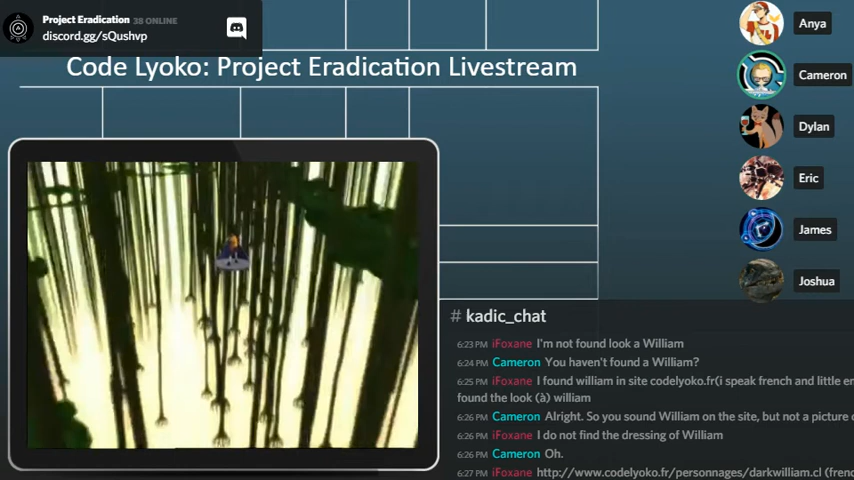 Project Eradication 38 ONLINE
discord.gg/sQushvp
Code Lyoko: Project Eradication Livestream
Anya
Cameron
Dylan
Eric
James
Joshua
# kadic_chat
6:23 PM iFoxane I'm not found look a William
6:24 PM Cameron You haven't found a William?
6:25 PM iFoxane I found william in site codelyoko.fr(i speak french and little en
found the look (à) william
6:26 PM Cameron Alright. So you sound William on the site, but not a picture o
6:26 PM iFoxane I do not find the dressing of William
6:26 PM Cameron Oh.
6:27 PM iFoxane http://www.codelyoko.fr/personnages/darkwilliam.cl (frenc